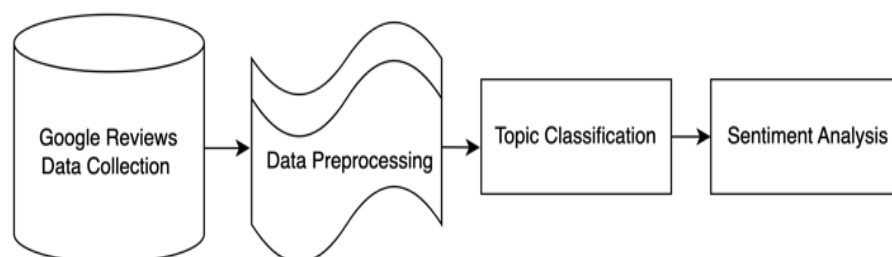 Google Reviews
Data Collection
Data Preprocessing
Topic Classification
Sentiment Analysis